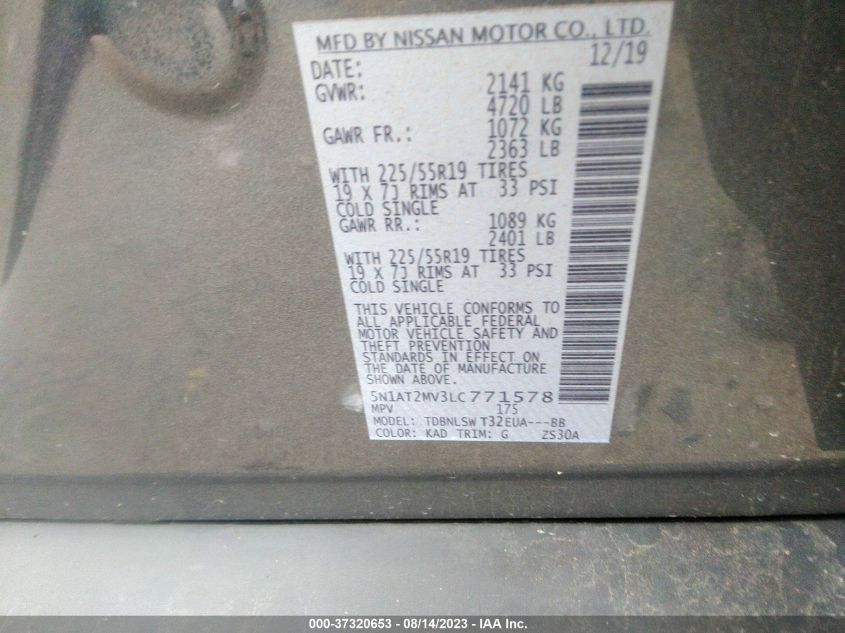 MFD BY NISSAN MOTOR CO., LTD.
DATE: 12/19
GVWR: 2141 KG
4720 LB
GAWR FR.: 1072 KG
2363 LB
WITH 225/55R19 TIRES
19 X 7J RIMS AT 33 PSI
COLD SINGLE
GAWR RR.: 1089 KG
2401 LB
WITH 225/55R19 TIRES
19 X 7J RIMS AT 33 PSI
COLD SINGLE
THIS VEHICLE CONFORMS TO
ALL APPLICABLE FEDERAL
MOTOR VEHICLE SAFETY AND
THEFT PREVENTION
STANDARDS IN EFFECT ON
THE DATE OF MANUFACTURE
SHOWN ABOVE.
5N1AT2MV3LC771578
MPV 175
MODEL: TDBNLSW T32EUA---BB
COLOR: KAD TRIM: G ZS30A
000-37320653 - 08/14/2023 - IAA Inc.